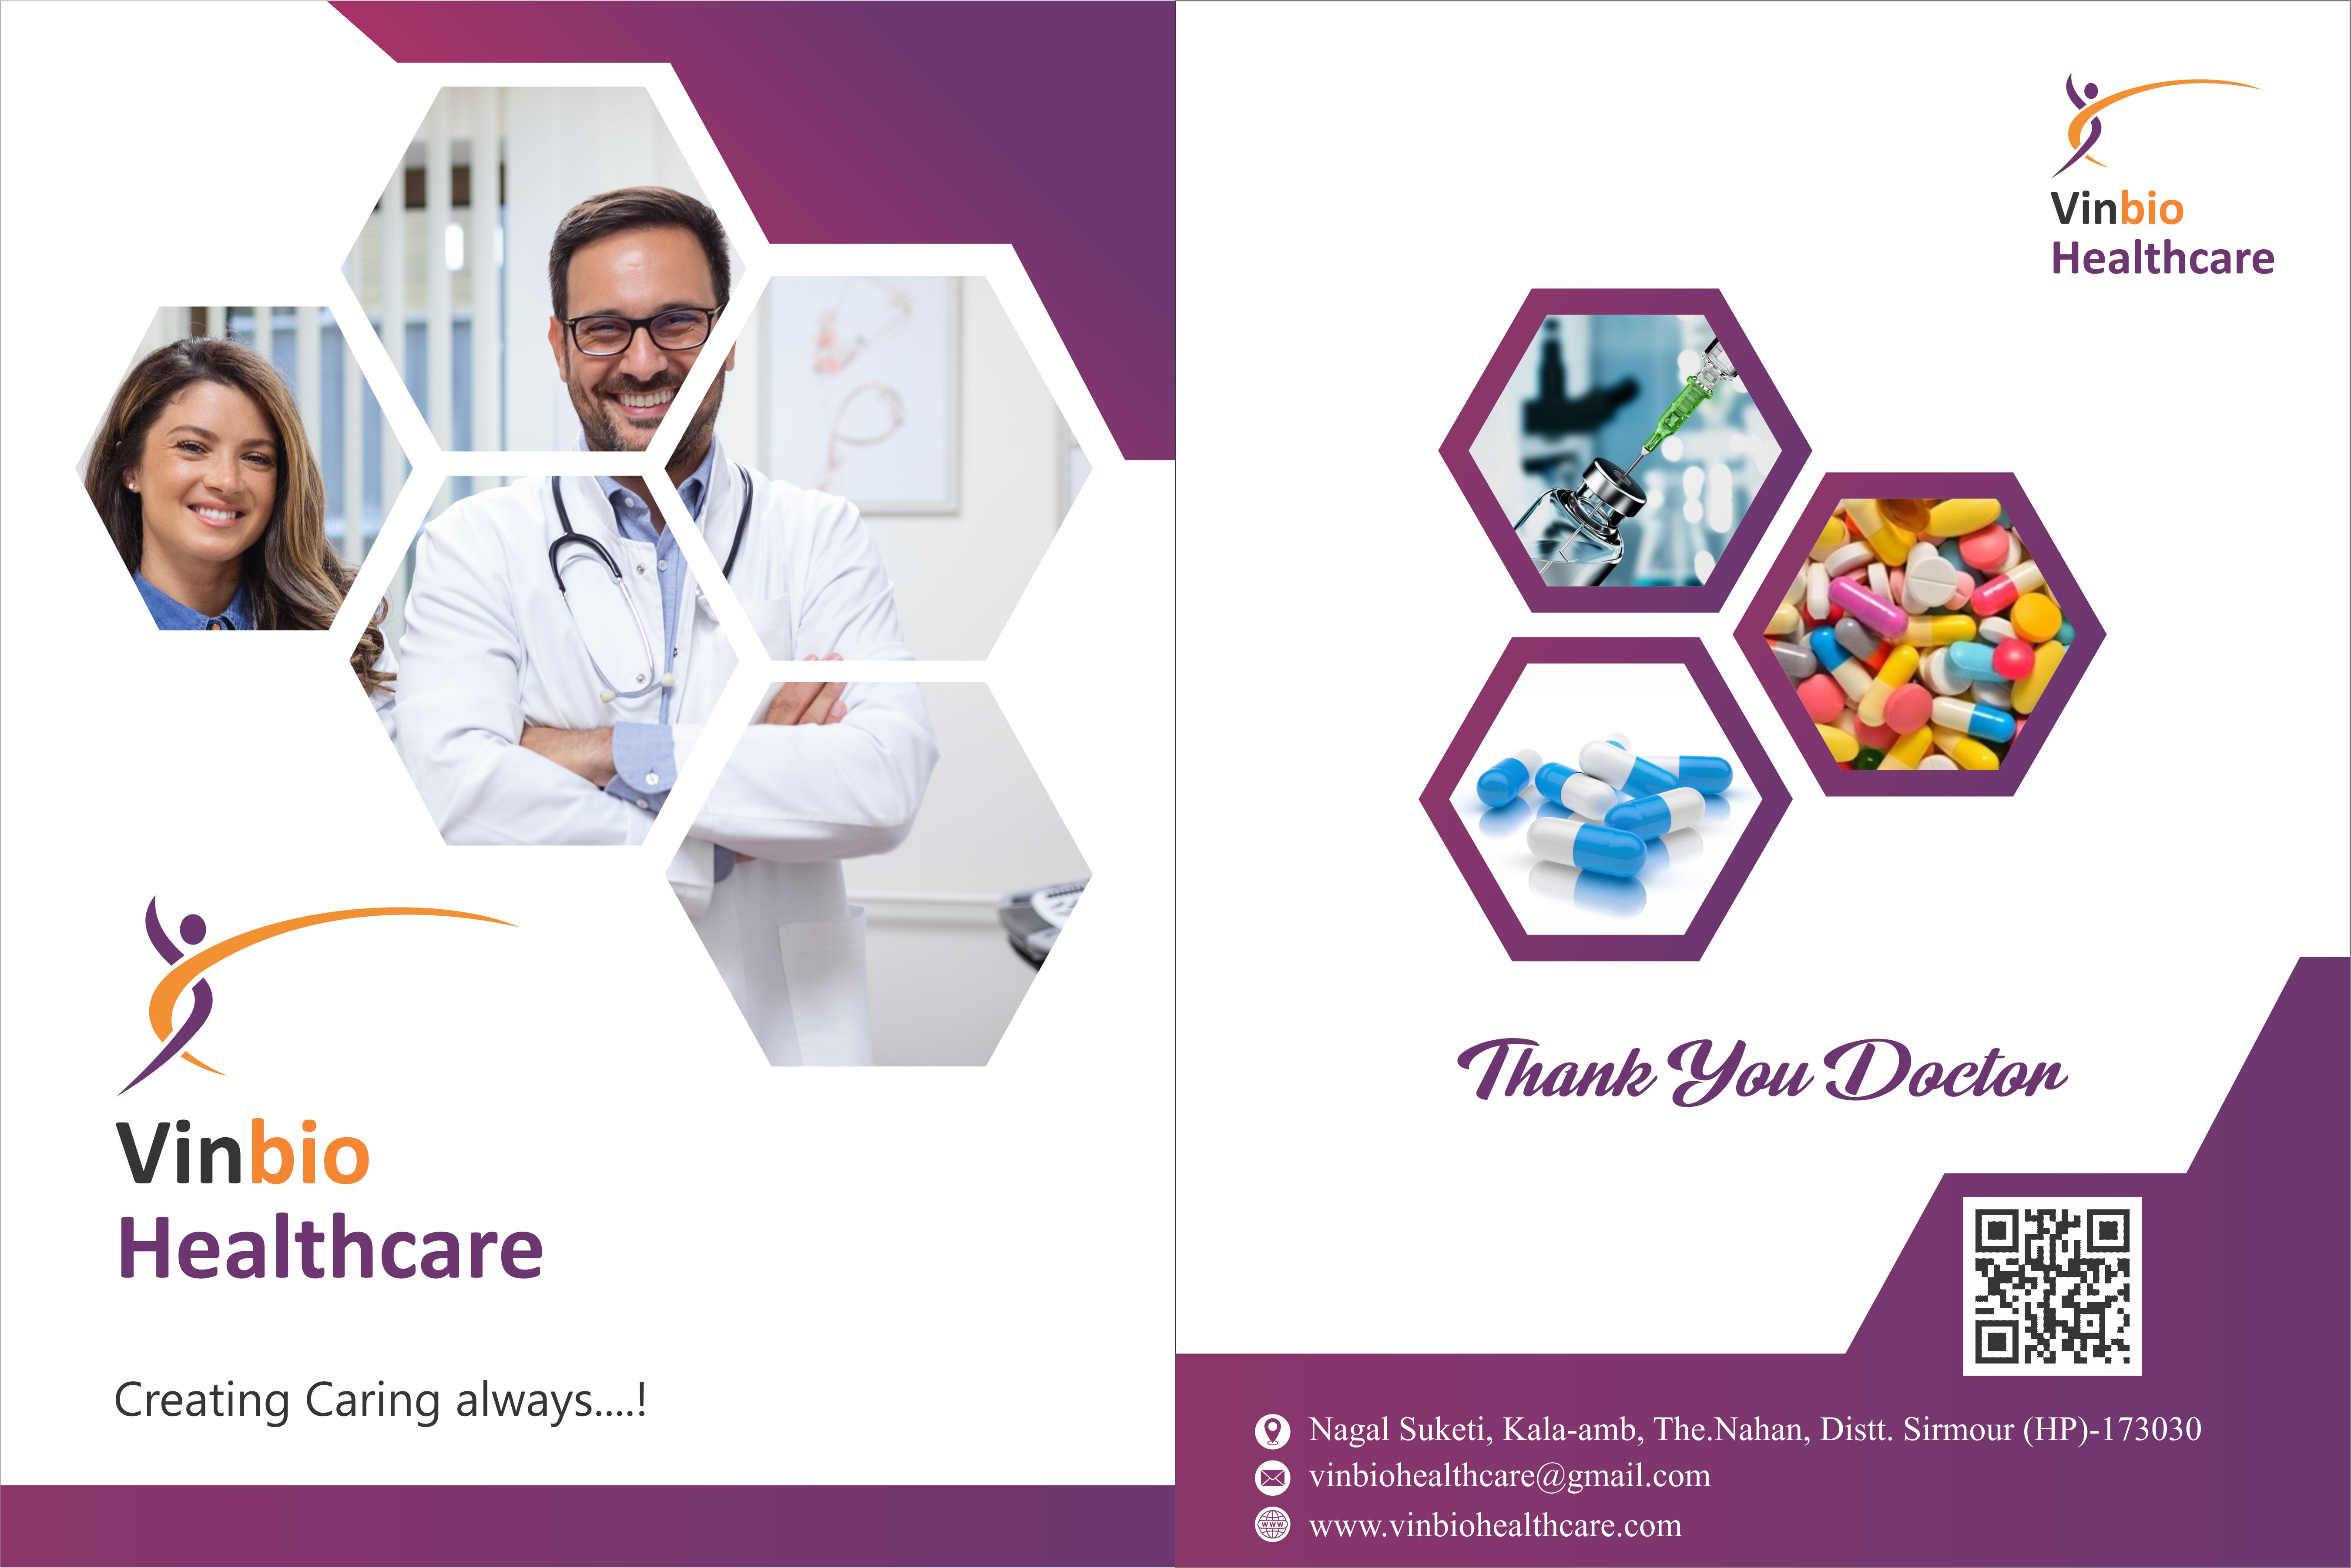 Vinbio
Healthcare
Creating Caring always....!
Vinbio
Healthcare
Thank You Doctor
Nagal Suketi, Kala-amb, The.Nahan, Distt. Sirmour (HP)-173030
vinbiohealthcare@gmail.com
www.vinbiohealthcare.com